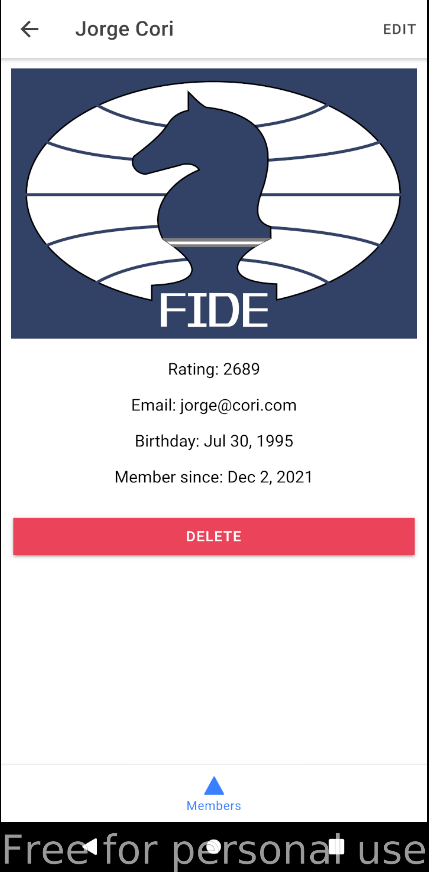 Jorge Cori
EDIT
FIDE
Rating: 2689
Email: jorge@cori.com
Birthday: Jul 30, 1995
Member since: Dec 2, 2021
DELETE
Members
Free for personal use